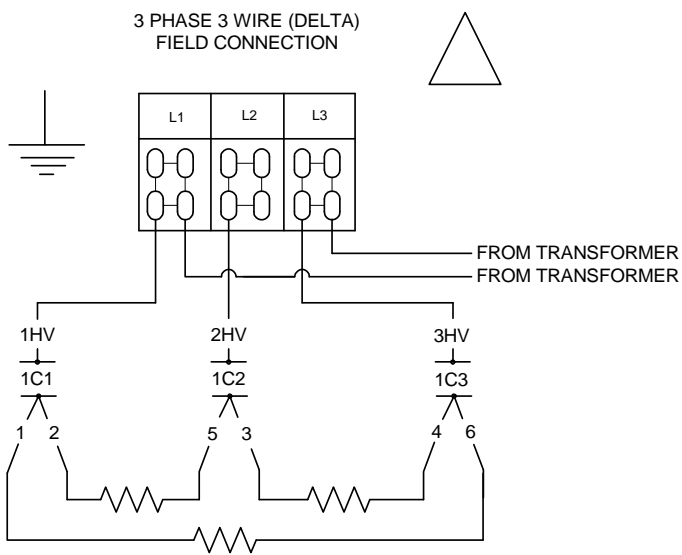 3 PHASE 3 WIRE (DELTA)
FIELD CONNECTION
L1 L2 L3
FROM TRANSFORMER
FROM TRANSFORMER
1HV 2HV 3HV
1C1 1C2 1C3
1 2 5 3 4 6